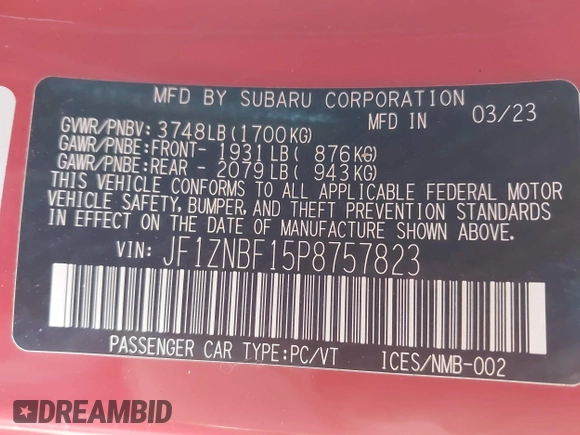 MFD BY SUBARU CORPORATION
MFD IN 03/23
GVWR/PNBV: 3748LB(1700KG)
GAWR/PNBE:FRONT- 1931LB( 876KG)
GAWR/PNBE:REAR - 2079LB( 943KG)
THIS VEHICLE CONFORMS TO ALL APPLICABLE FEDERAL MOTOR
VEHICLE SAFETY, BUMPER, AND THEFT PREVENTION STANDARDS
IN EFFECT ON THE DATE OF MANUFACTURE SHOWN ABOVE.
VIN: JF1ZNBF15P8757823
PASSENGER CAR TYPE:PC/VT ICES/NMB-002
DREAMBID